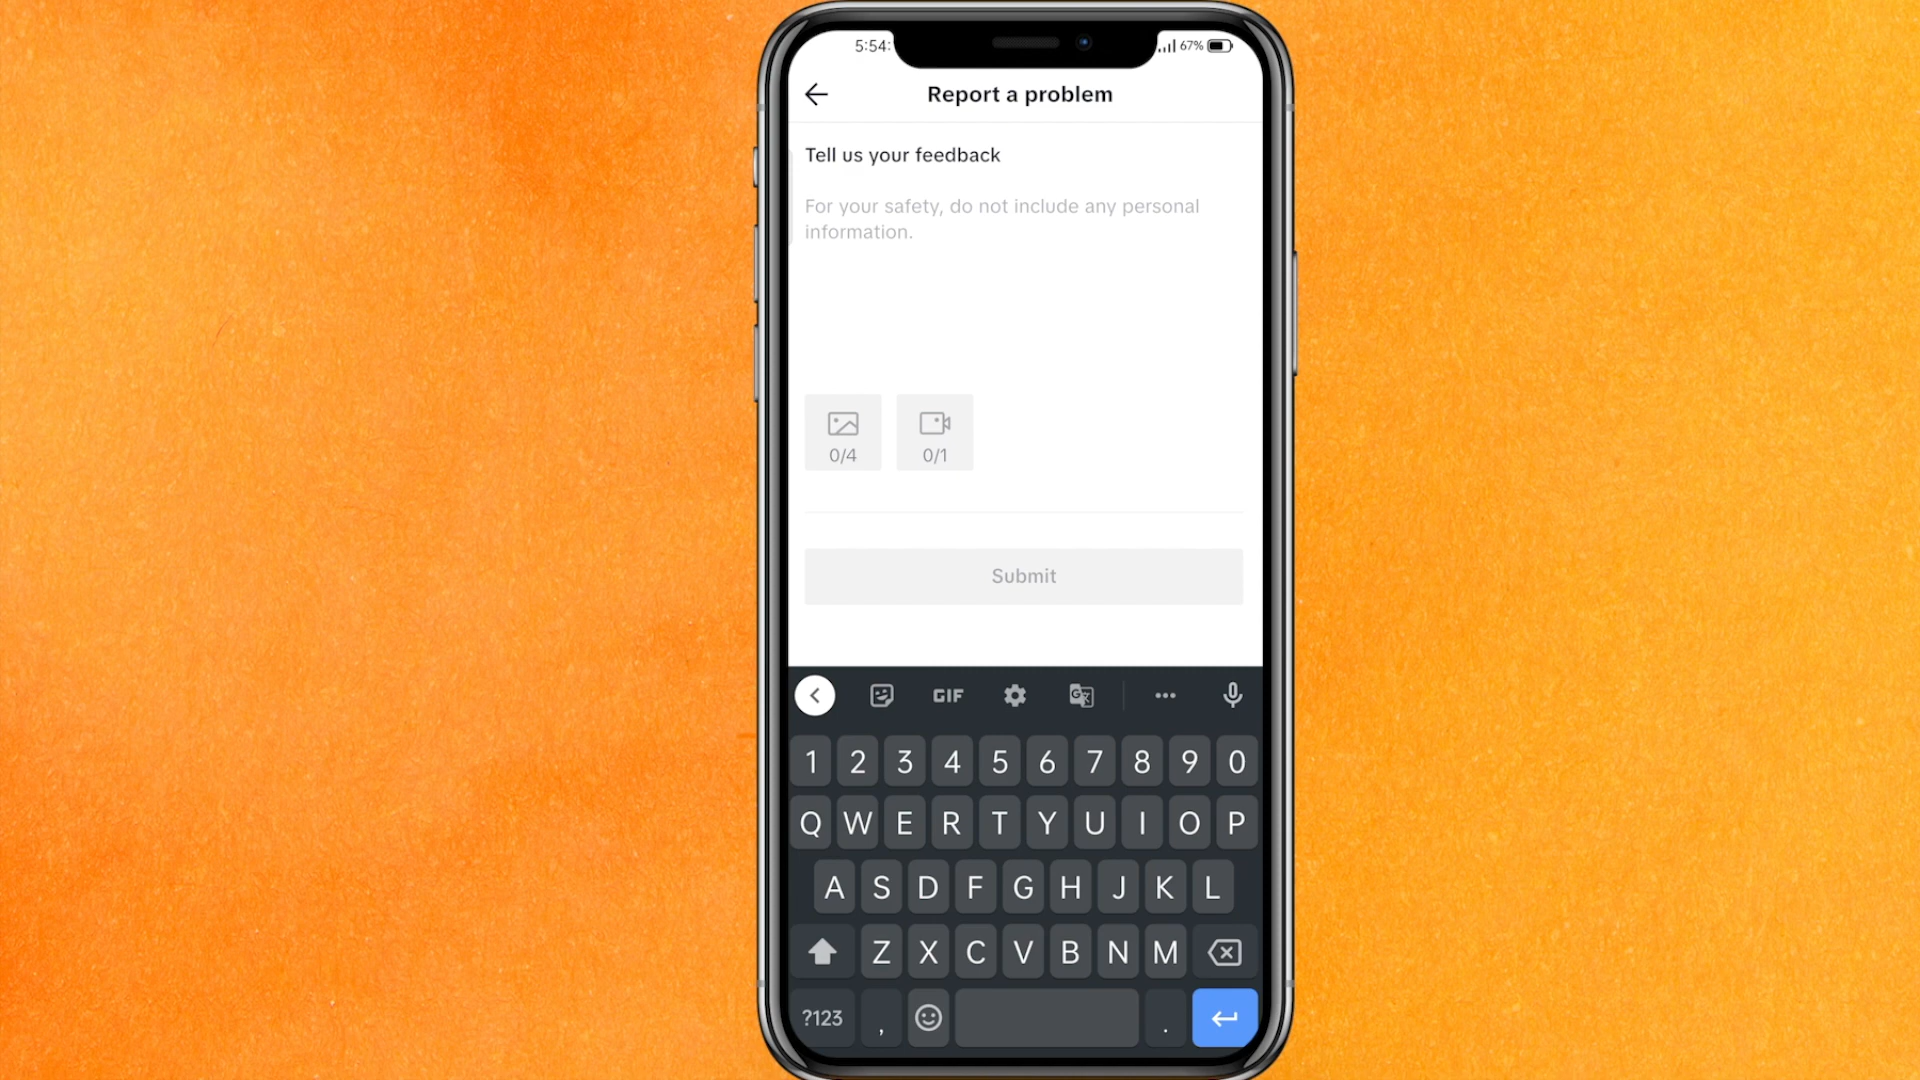 5:54: 67%
Report a problem
Tell us your feedback
For your safety, do not include any personal
information.
0/4 0/1
Submit
GIF G
1 2 3 4 5 6 7 8 9 0
Q W E R T Y U I O P
A S D F G H J K L
Z X C V B N M
?123 , .